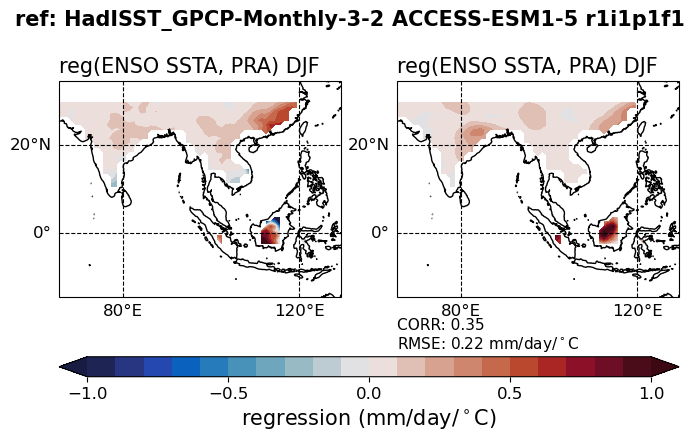 ref: HadISST_GPCP-Monthly-3-2 ACCESS-ESM1-5 r1i1p1f1
reg(ENSO SSTA, PRA) DJF
reg(ENSO SSTA, PRA) DJF
20°N
0°
80°E
120°E
20°N
0°
80°E
120°E
CORR: 0.35
RMSE: 0.22 mm/day/°C
−1.0
−0.5
0.0
0.5
1.0
regression (mm/day/°C)